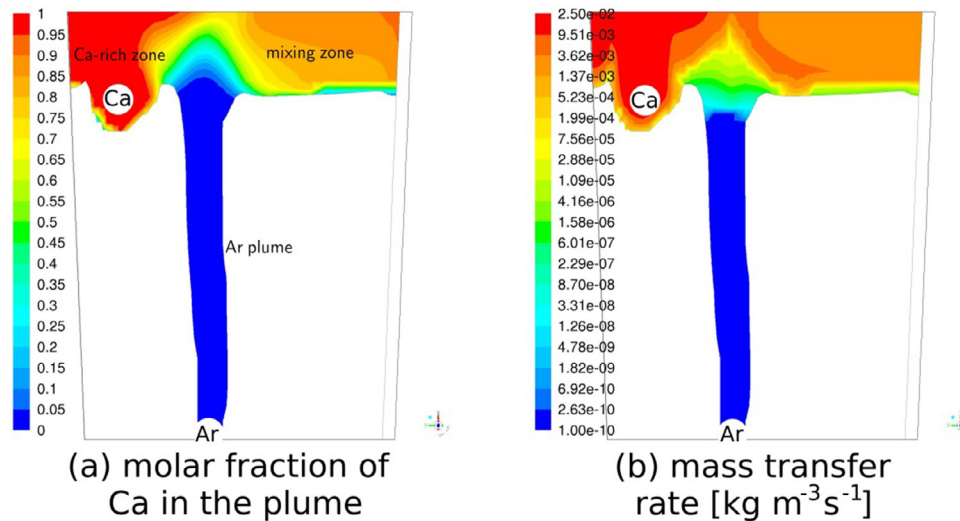 1
0.95
0.9
0.85
0.8
0.75
0.7
0.65
0.6
0.55
0.5
0.45
0.4
0.35
0.3
0.25
0.2
0.15
0.1
0.05
0
Ca-rich zone
mixing zone
Ca
Ar plume
Ar
(a) molar fraction of
Ca in the plume
2.50e-02
9.51e-03
3.62e-03
1.37e-03
5.23e-04
1.99e-04
7.56e-05
2.88e-05
1.09e-05
4.16e-06
1.58e-06
6.01e-07
2.29e-07
8.70e-08
3.31e-08
1.26e-08
4.78e-09
1.82e-09
6.92e-10
2.63e-10
1.00e-10
Ca
Ar
(b) mass transfer
rate [kg m⁻³s⁻¹]